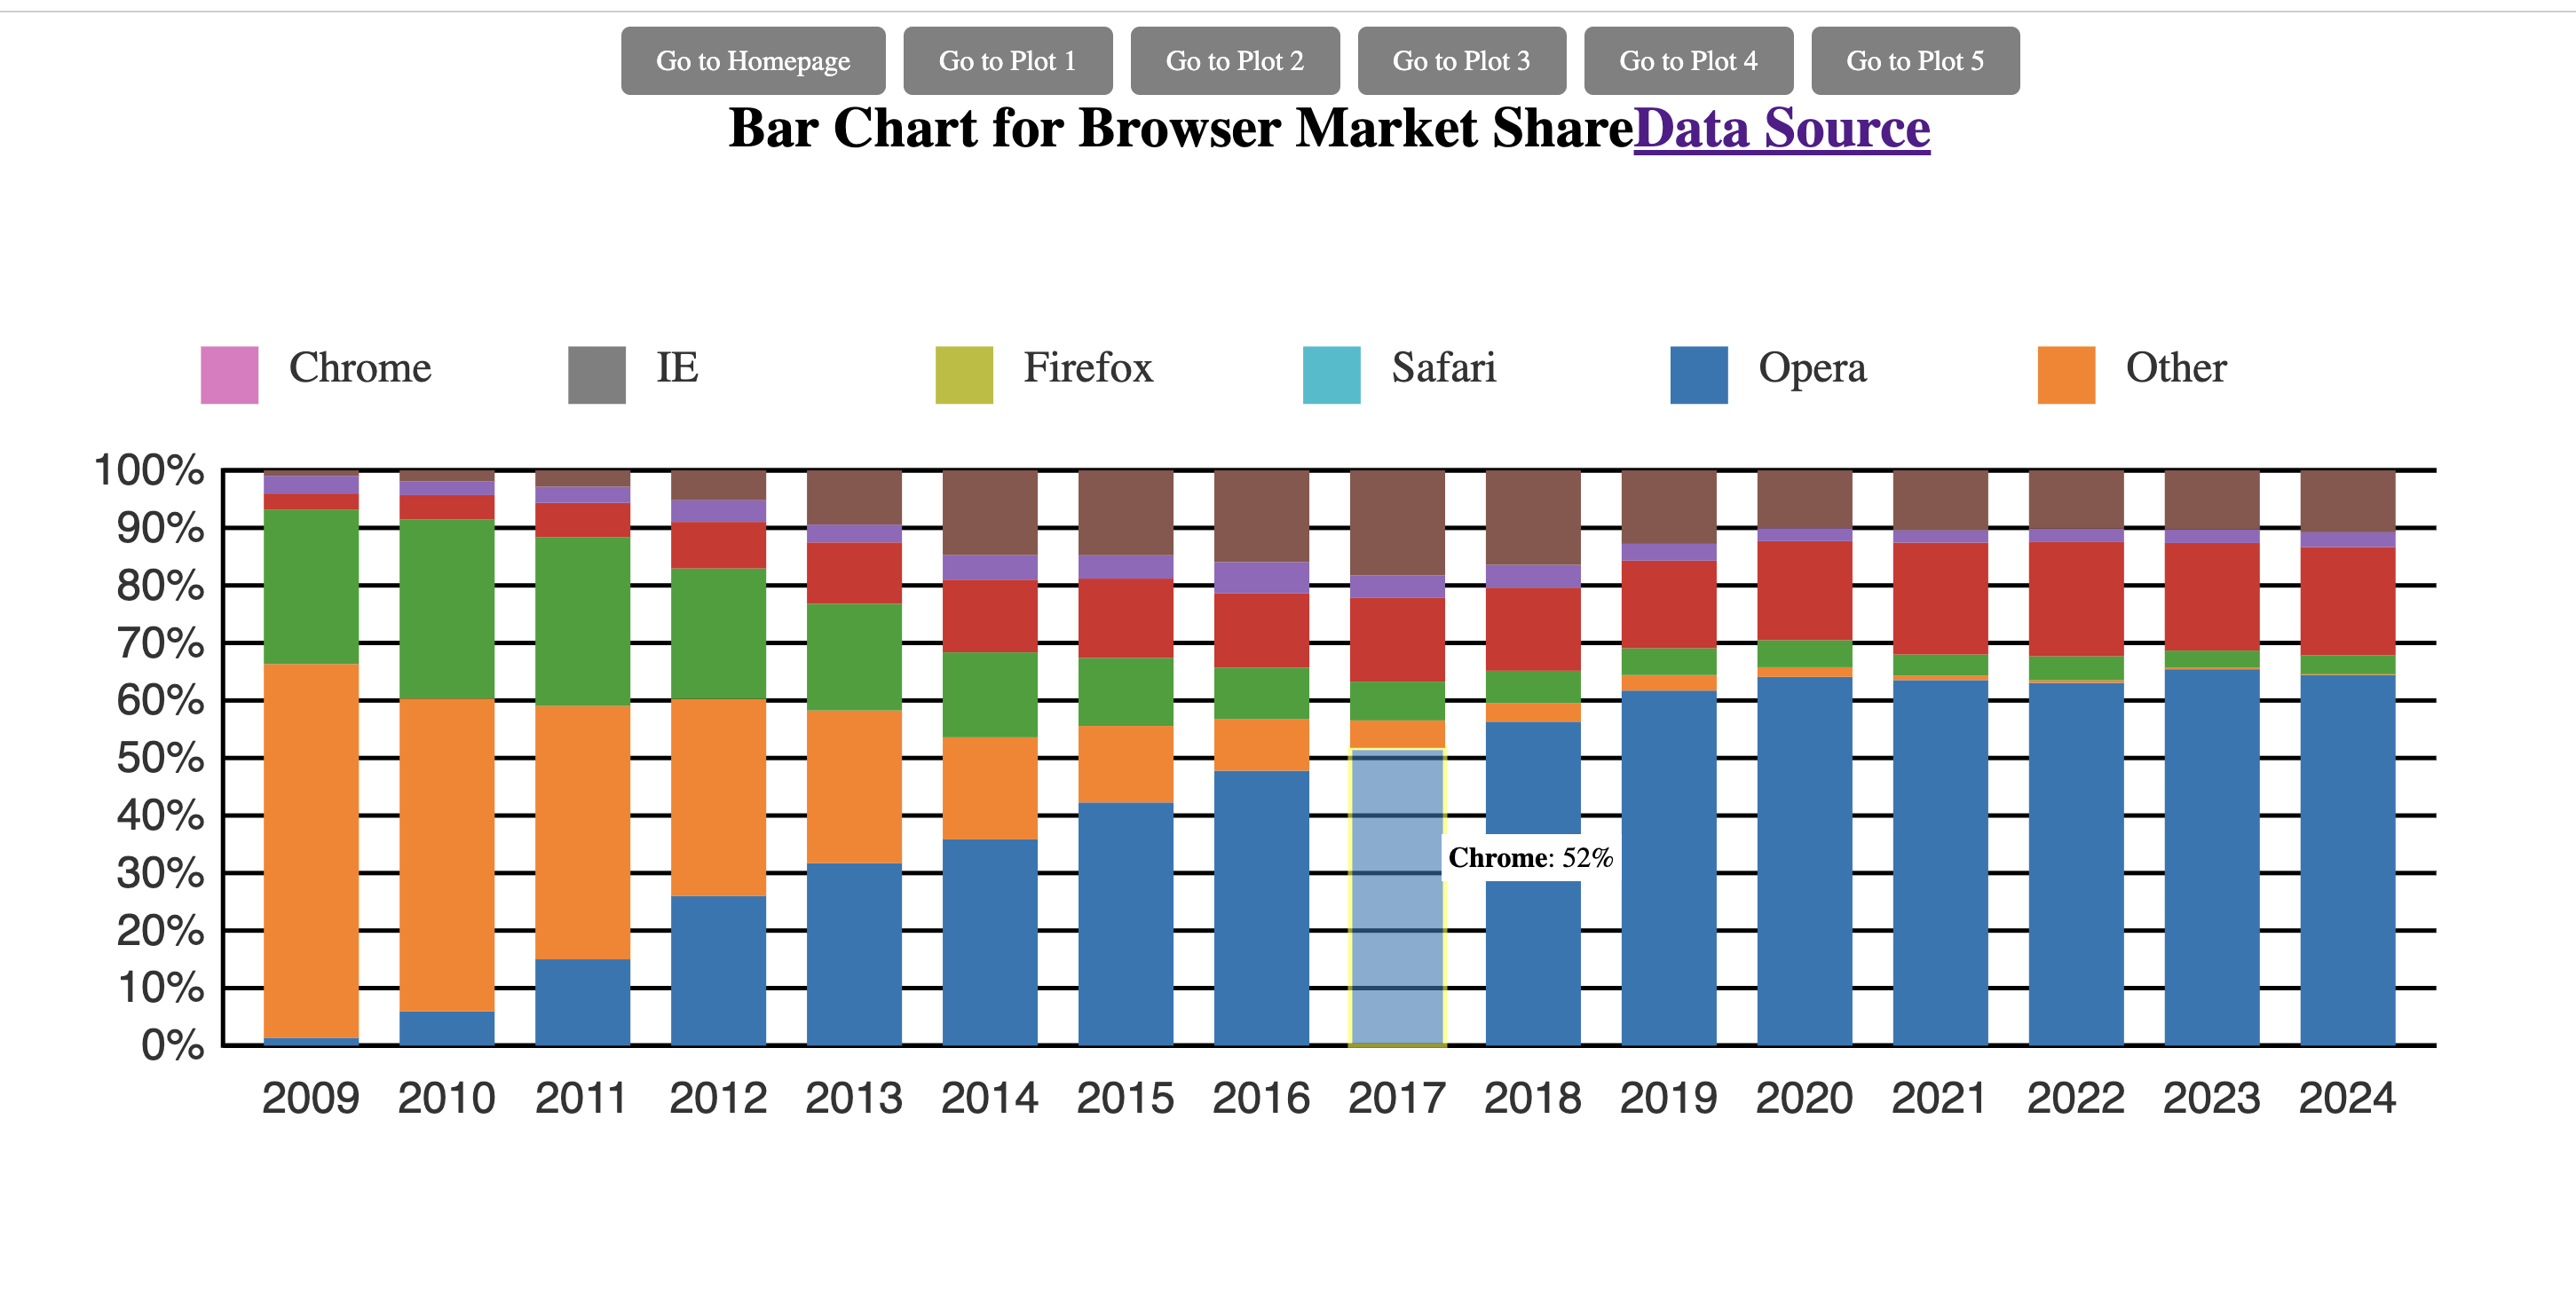 Go to Homepage Go to Plot 1 Go to Plot 2 Go to Plot 3 Go to Plot 4 Go to Plot 5
Bar Chart for Browser Market ShareData Source
Chrome IE Firefox Safari Opera Other
100%
90%
80%
70%
60%
50%
40%
30%
Chrome: 52%
20%
10%
0%
2009 2010 2011 2012 2013 2014 2015 2016 2017 2018 2019 2020 2021 2022 2023 2024